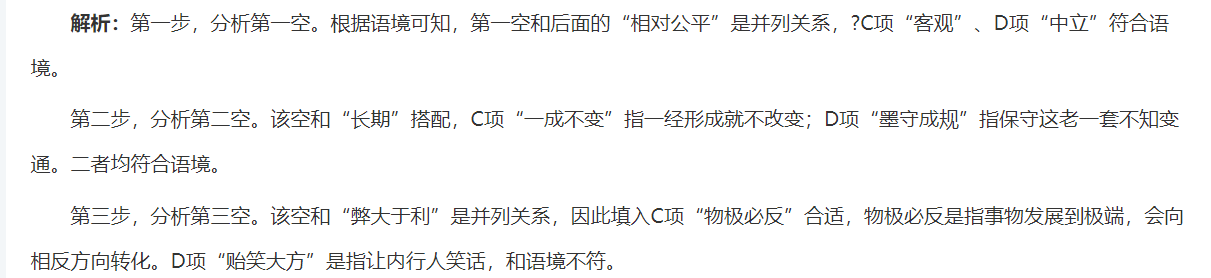 解析：第一步，分析第一空。根据语境可知，第一空和后面的“相对公平”是并列关系，?C项“客观”、D项“中立”符合语
境。
第二步，分析第二空。该空和“长期”搭配，C项“一成不变”指一经形成就不改变；D项“墨守成规”指保守这老一套不知变
通。二者均符合语境。
第三步，分析第三空。该空和“弊大于利”是并列关系，因此填入C项“物极必反”合适，物极必反是指事物发展到极端，会向
相反方向转化。D项“贻笑大方”是指让内行人笑话，和语境不符。